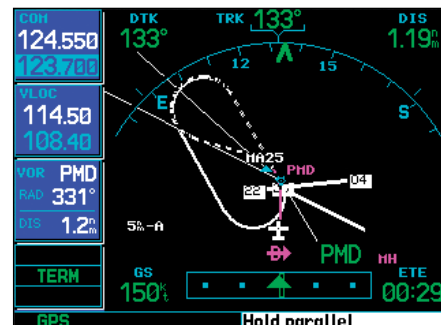 COM
124.550
123.700
VLOC
114.50
108.40
VOR PMD
RAD 331°
DIS 1.2nm
TERM
GPS
DTK
133°
TRK 133°
DIS
1.19nm
12
15
E
S
MA25
PMD
22
04
5nm-A
D
PMD
MH
GS
150kt
ETE
00:29
Hold parallel